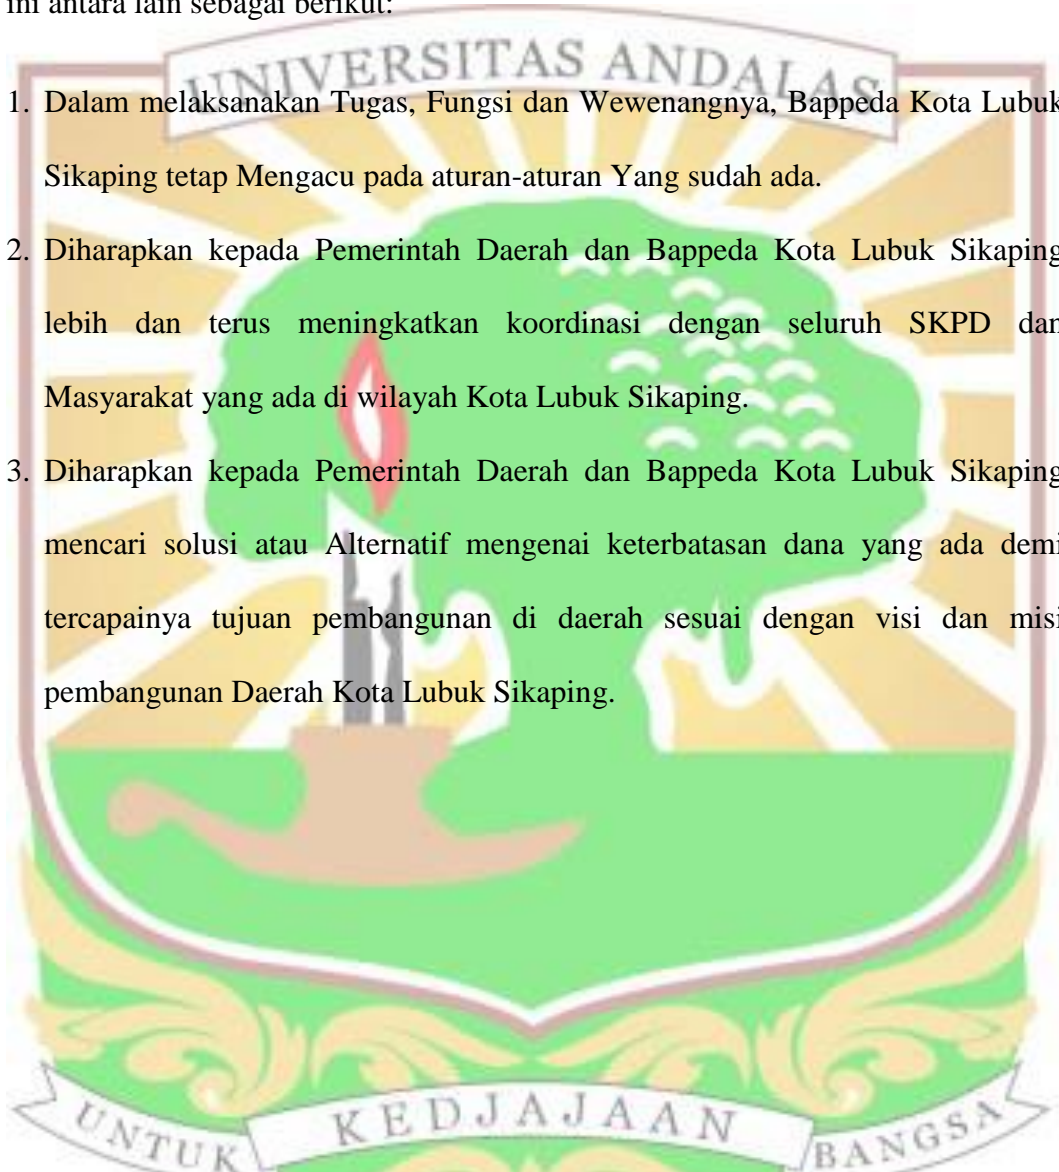 ini antara lain sebagai berikut:
UNIVERSITAS ANDALAS
1. Dalam melaksanakan Tugas, Fungsi dan Wewenangnya, Bappeda Kota Lubuk
Sikaping tetap Mengacu pada aturan-aturan Yang sudah ada.
2. Diharapkan kepada Pemerintah Daerah dan Bappeda Kota Lubuk Sikaping
lebih dan terus meningkatkan koordinasi dengan seluruh SKPD dan
Masyarakat yang ada di wilayah Kota Lubuk Sikaping.
3. Diharapkan kepada Pemerintah Daerah dan Bappeda Kota Lubuk Sikaping
mencari solusi atau Alternatif mengenai keterbatasan dana yang ada demi
tercapainya tujuan pembangunan di daerah sesuai dengan visi dan misi
pembangunan Daerah Kota Lubuk Sikaping.
UNTUK KEDJAJAAN BANGSA